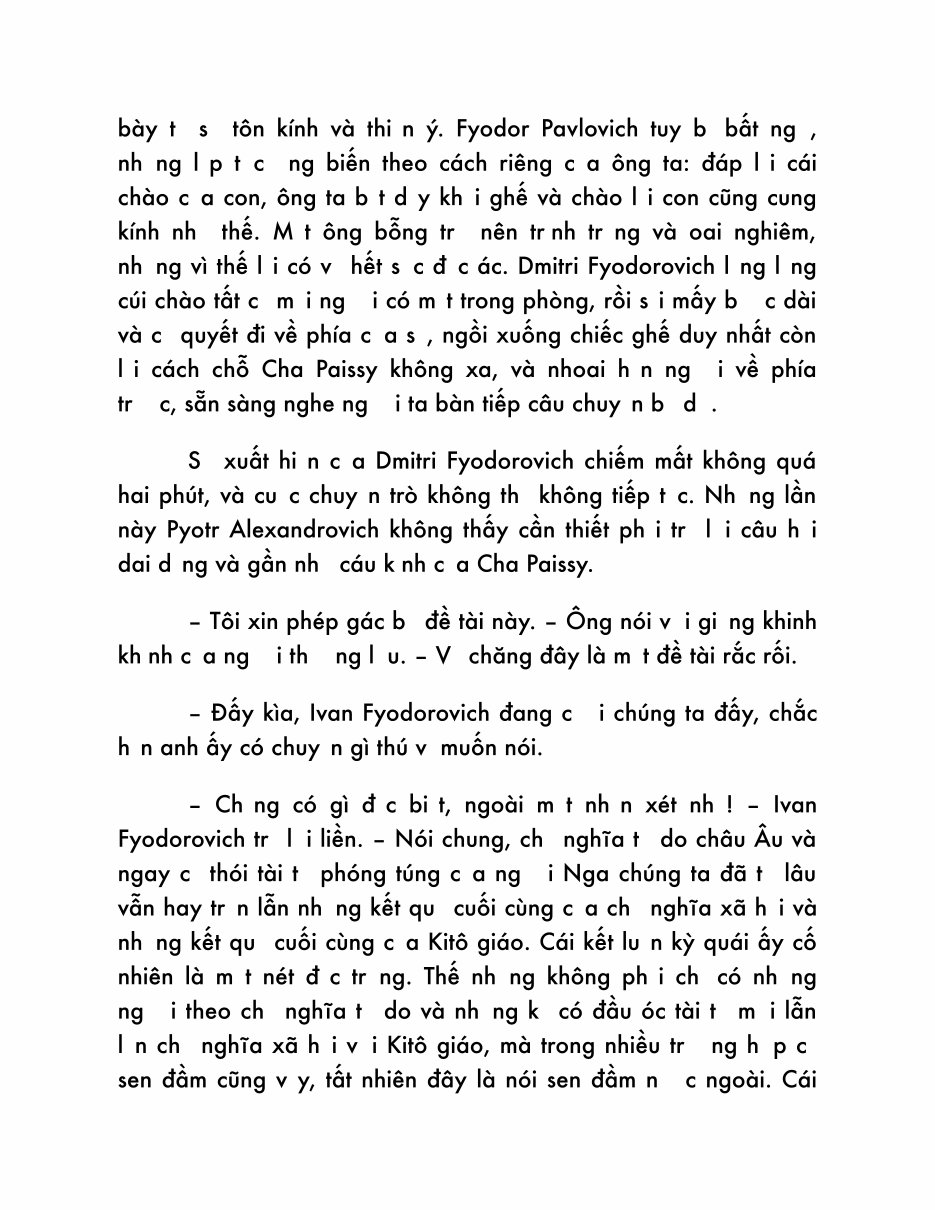 bày t s tôn kính và thi n ý. Fyodor Pavlovich tuy b bất ng ,
nh ng l p t c ng biến theo cách riêng c a ông ta: đáp l i cái
chào c a con, ông ta b t d y kh i ghế và chào l i con cũng cung
kính nh thế. M t ông bỗng tr nên tr nh tr ng và oai nghiêm,
nh ng vì thế l i có v hết s c đ c ác. Dmitri Fyodorovich l ng l ng
cúi chào tất c m i ng i có m t trong phòng, rồi s i mấy b c dài
và c quyết đi về phía c a s , ngồi xuống chiếc ghế duy nhất còn
l i cách chỗ Cha Paissy không xa, và nhoai h n ng i về phía
tr c, sẵn sàng nghe ng i ta bàn tiếp câu chuy n b d .
S xuất hi n c a Dmitri Fyodorovich chiếm mất không quá
hai phút, và cu c chuy n trò không th không tiếp t c. Nh ng lần
này Pyotr Alexandrovich không thấy cần thiết ph i tr l i câu h i
dai d ng và gần nh cáu k nh c a Cha Paissy.
– Tôi xin phép gác b đề tài này. – Ông nói v i gi ng khinh
kh nh c a ng i th ng l u. – V chăng đây là m t đề tài rắc rối.
– Đấy kìa, Ivan Fyodorovich đang c i chúng ta đấy, chắc
h n anh ấy có chuy n gì thú v muốn nói.
– Ch ng có gì đ c bi t, ngoài m t nh n xét nh ! – Ivan
Fyodorovich tr l i liền. – Nói chung, ch nghĩa t do châu Âu và
ngay c thói tài t phóng túng c a ng i Nga chúng ta đã t lâu
vẫn hay tr n lẫn nh ng kết qu cuối cùng c a ch nghĩa xã h i và
nh ng kết qu cuối cùng c a Kitô giáo. Cái kết lu n kỳ quái ấy cố
nhiên là m t nét đ c tr ng. Thế nh ng không ph i ch có nh ng
ng i theo ch nghĩa t do và nh ng k có đầu óc tài t m i lẫn
l n ch nghĩa xã h i v i Kitô giáo, mà trong nhiều tr ng h p c
sen đầm cũng v y, tất nhiên đây là nói sen đầm n c ngoài. Cái